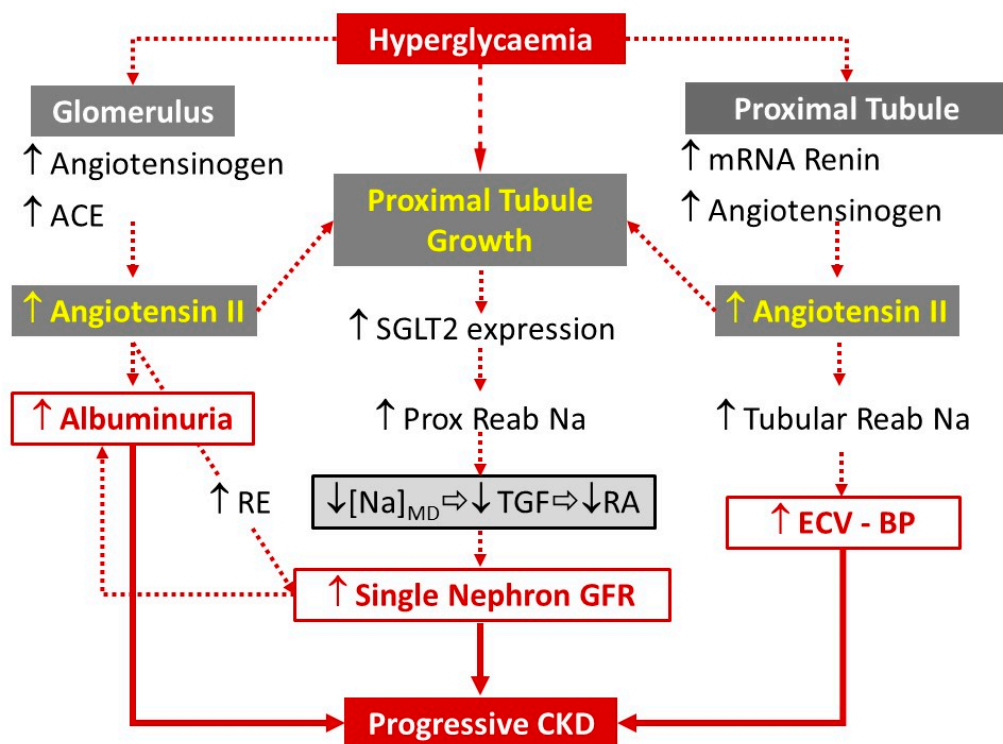 Hyperglycaemia
Glomerulus
↑ Angiotensinogen
↑ ACE
↑ Angiotensin II
↑ Albuminuria
↑ RE
Proximal Tubule
Growth
↑ SGLT2 expression
↑ Prox Reab Na
↓[Na]MD⇨↓ TGF⇨↓RA
↑ Single Nephron GFR
Proximal Tubule
↑ mRNA Renin
↑ Angiotensinogen
↑ Angiotensin II
↑ Tubular Reab Na
↑ ECV - BP
Progressive CKD